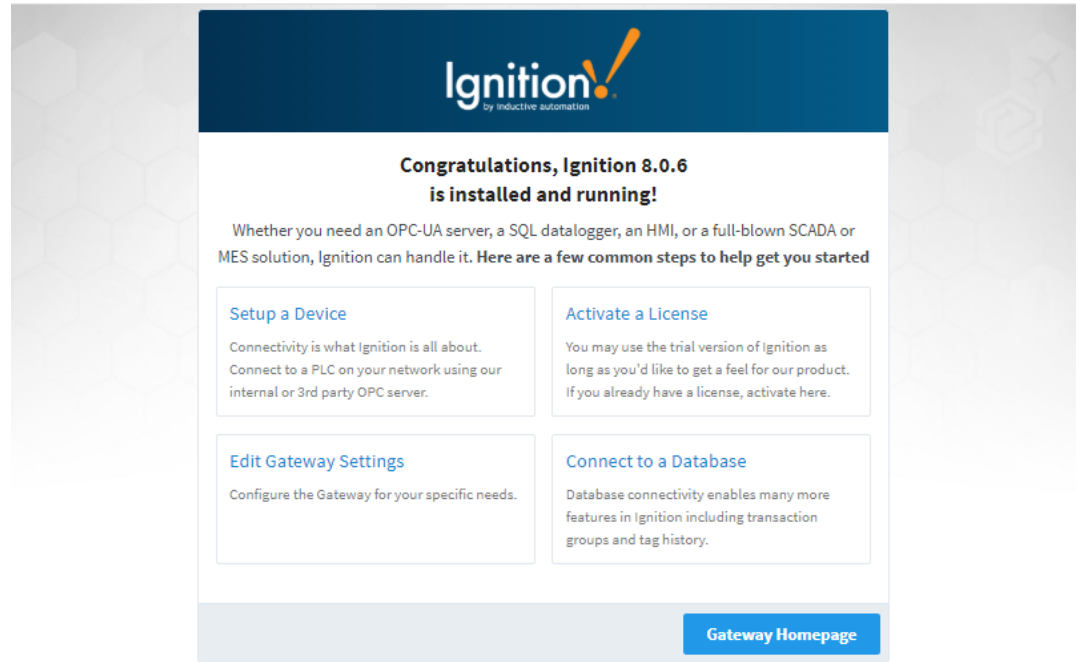 Ignition!
by inductive automation
Congratulations, Ignition 8.0.6
is installed and running!
Whether you need an OPC-UA server, a SQL datalogger, an HMI, or a full-blown SCADA or
MES solution, Ignition can handle it. Here are a few common steps to help get you started
Setup a Device
Connectivity is what Ignition is all about.
Connect to a PLC on your network using our
internal or 3rd party OPC server.
Activate a License
You may use the trial version of Ignition as
long as you'd like to get a feel for our product.
If you already have a license, activate here.
Edit Gateway Settings
Configure the Gateway for your specific needs.
Connect to a Database
Database connectivity enables many more
features in Ignition including transaction
groups and tag history.
Gateway Homepage